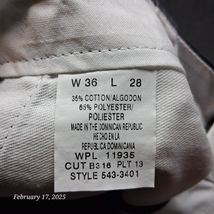 W 36 L 28
35% COTTON/ALGODON
65% POLYESTER/
POLIESTER
MADE IN THE DOMINICAN REPUBLIC
HECHO EN LA
REPUBLICA DOMINICANA
WPL 11935
CUT B316 PLT 13
STYLE 543-3401
February 17, 2025